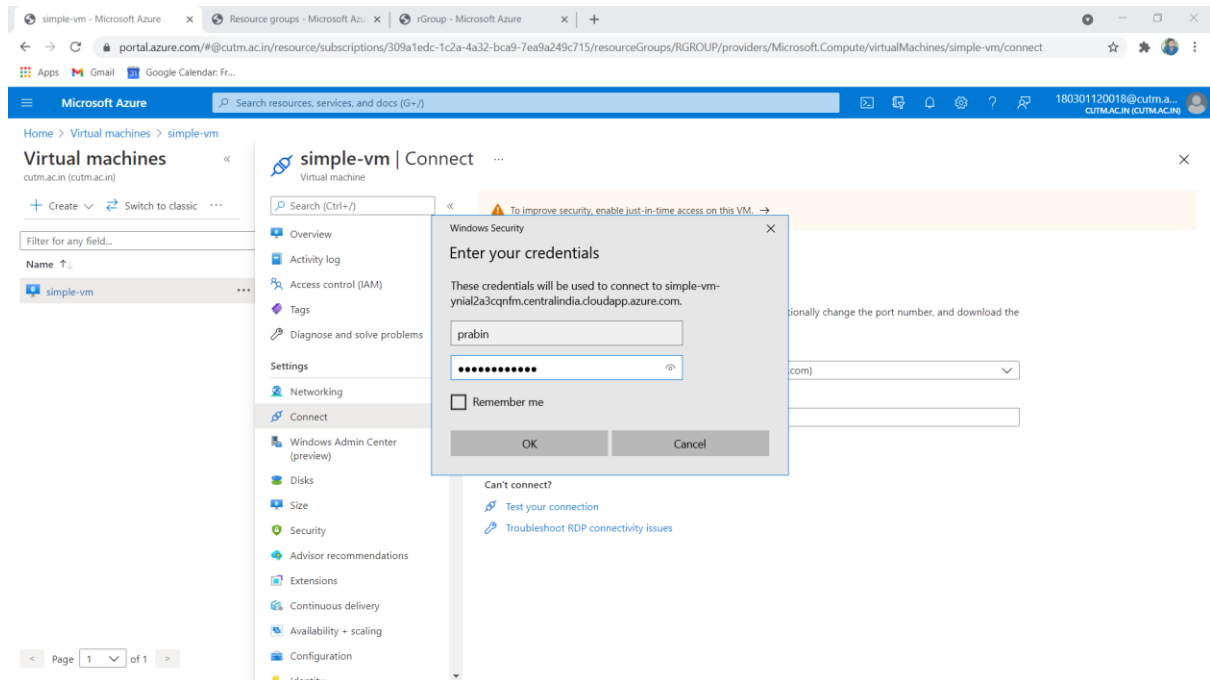 simple-vm - Microsoft Azure
Resource groups - Microsoft Azu
rGroup - Microsoft Azure
portal.azure.com/#@cutm.ac.in/resource/subscriptions/309a1edc-1c2a-4a32-bca9-7ea9a249c715/resourceGroups/RGROUP/providers/Microsoft.Compute/virtualMachines/simple-vm/connect
Apps Gmail Google Calendar: Fr...
Microsoft Azure
Search resources, services, and docs (G+/)
180301120018@cutm.a...
CUTM.AC.IN (CUTM.AC.IN)
Home > Virtual machines > simple-vm
Virtual machines «
cutm.ac.in (cutm.ac.in)
+ Create Switch to classic ...
Filter for any field...
Name ↑↓
simple-vm ...
Page 1 of 1
simple-vm | Connect ...
Virtual machine
Search (Ctrl+/) «
Overview
Activity log
Access control (IAM)
Tags
Diagnose and solve problems
Settings
Networking
Connect
Windows Admin Center
(preview)
Disks
Size
Security
Advisor recommendations
Extensions
Continuous delivery
Availability + scaling
Configuration
To improve security, enable just-in-time access on this VM. →
Windows Security
Enter your credentials
These credentials will be used to connect to simple-vm-
ynial2a3cqnfm.centralindia.cloudapp.azure.com.
prabin
••••••••••••
Remember me
OK Cancel
tionally change the port number, and download the
.com)
Can't connect?
Test your connection
Troubleshoot RDP connectivity issues